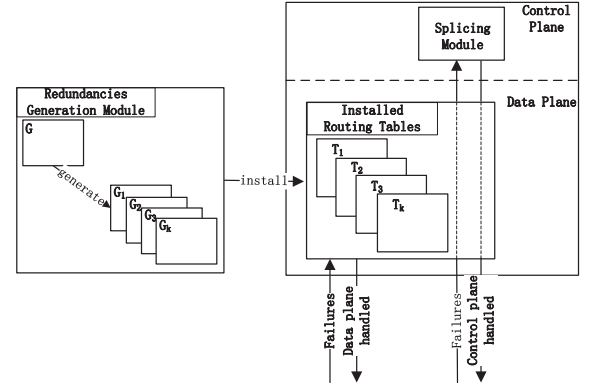 Control
Plane
Splicing
Module
Redundancies
Generation Module
G
generate
G1
G2
G3
Gk
install
Data Plane
Installed
Routing Tables
T1
T2
T3
Tk
Failures
Data plane
handled
Failures
Control plane
handled